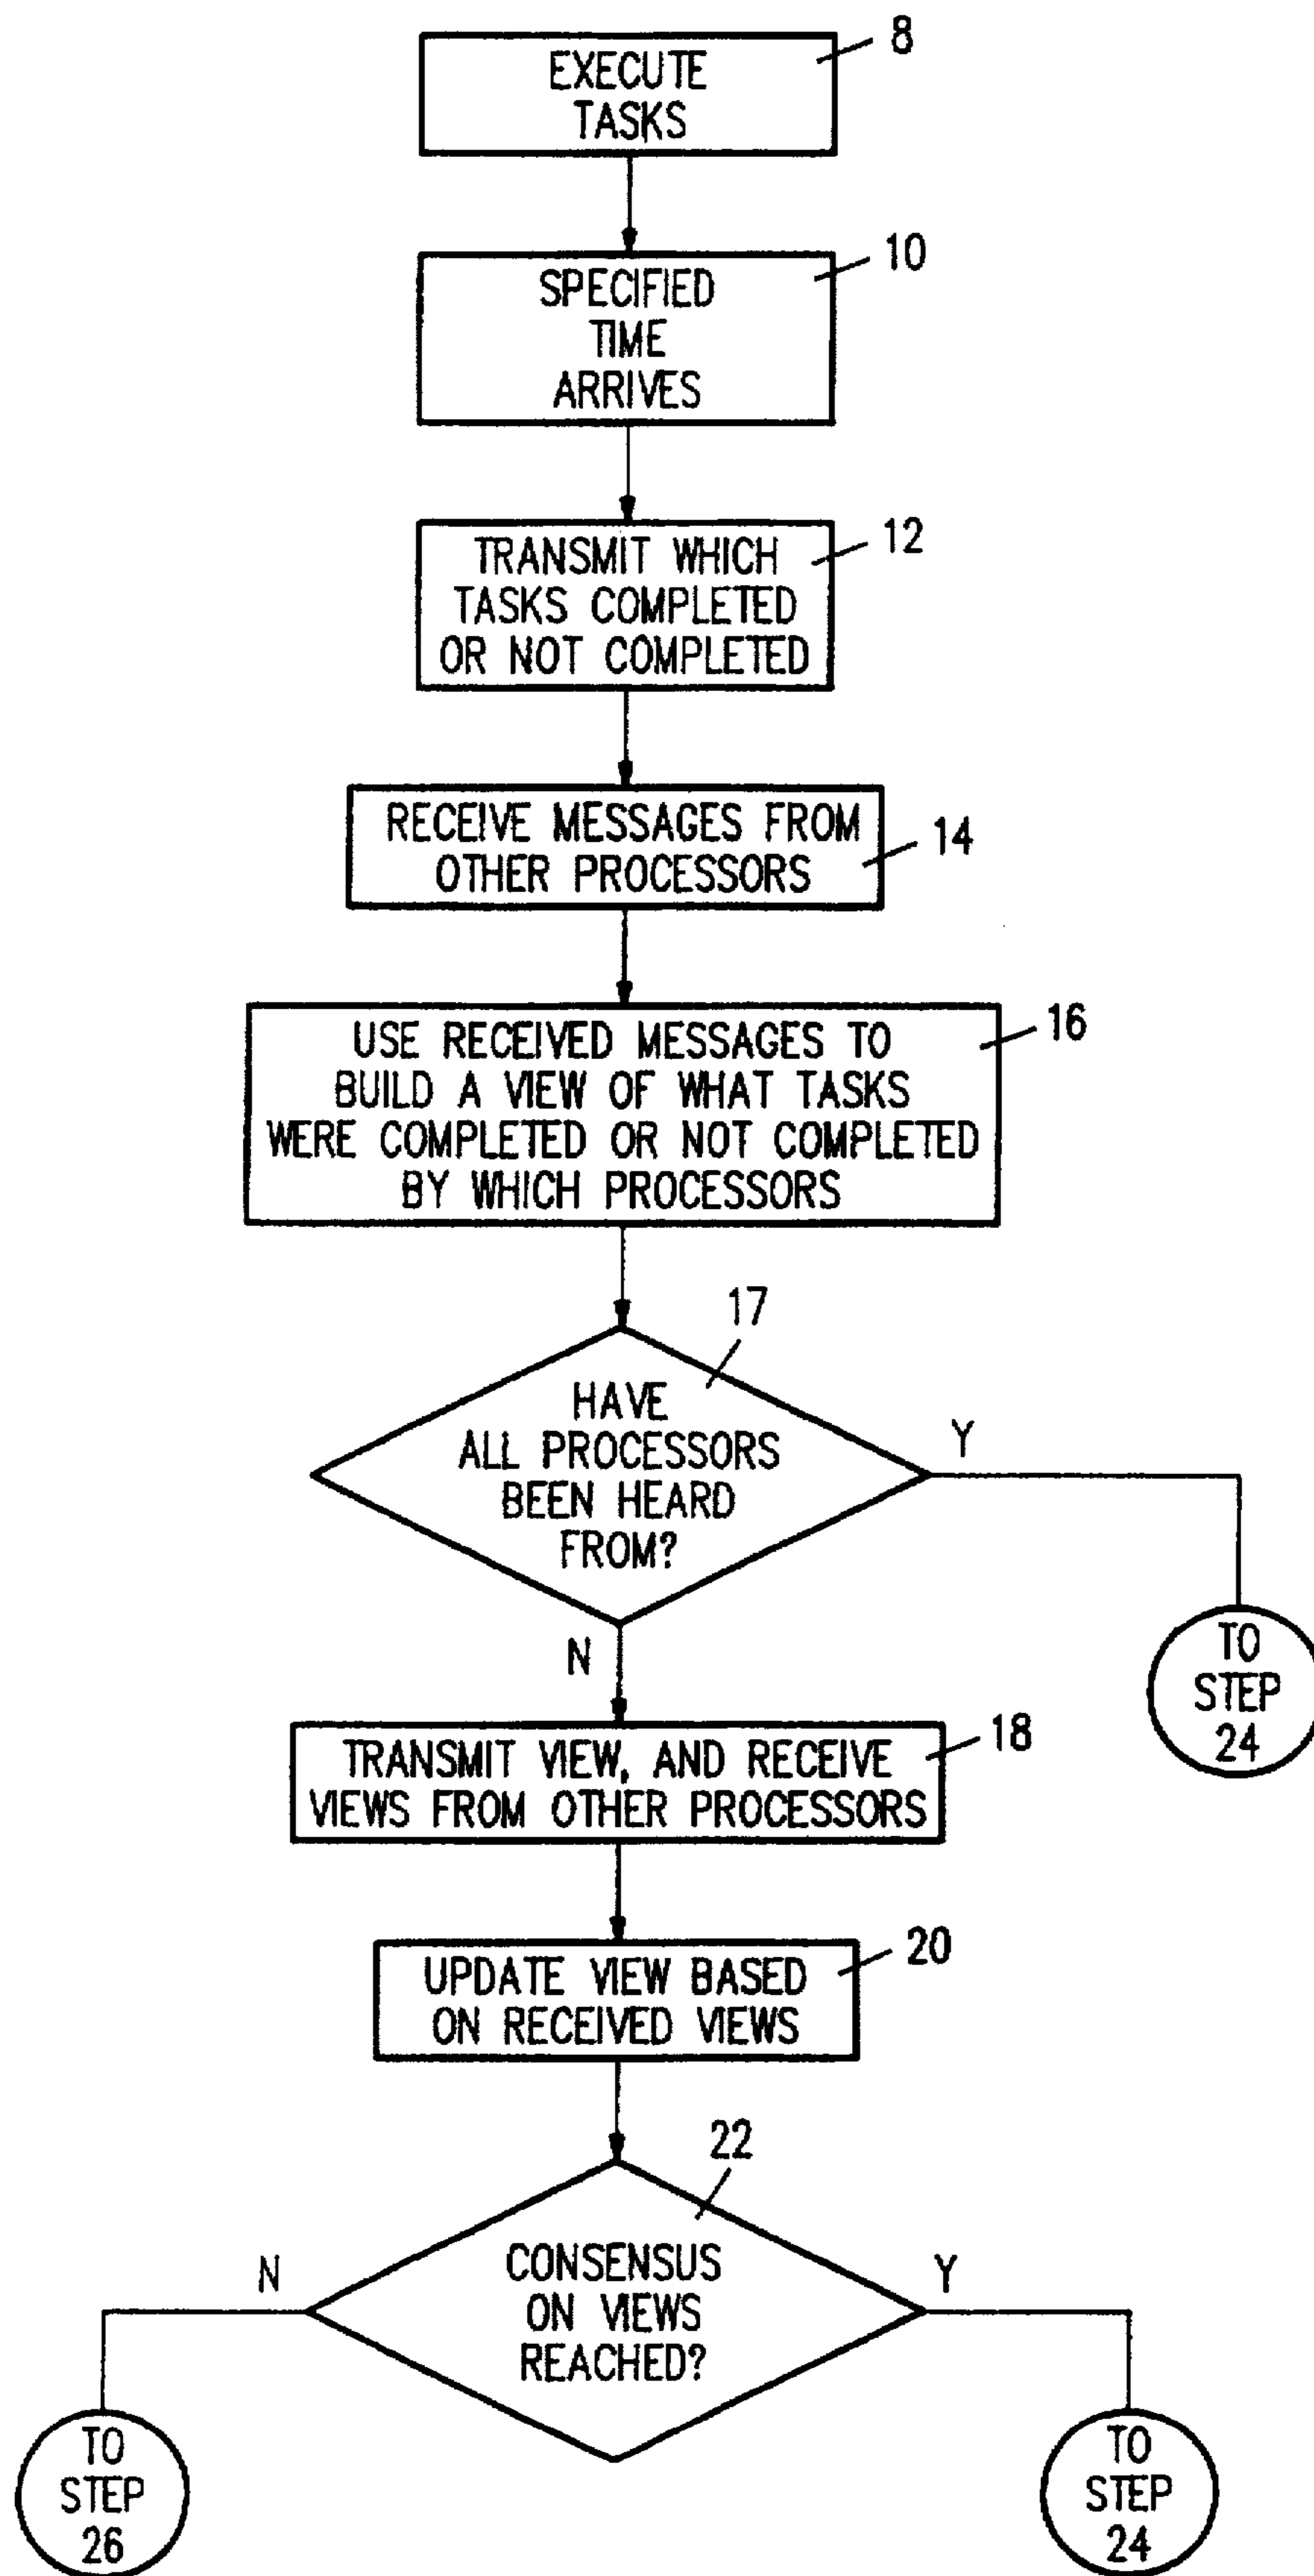 8
EXECUTE
TASKS
10
SPECIFIED
TIME
ARRIVES
12
TRANSMIT WHICH
TASKS COMPLETED
OR NOT COMPLETED
14
RECEIVE MESSAGES FROM
OTHER PROCESSORS
16
USE RECEIVED MESSAGES TO
BUILD A VIEW OF WHAT TASKS
WERE COMPLETED OR NOT COMPLETED
BY WHICH PROCESSORS
17
HAVE
ALL PROCESSORS
BEEN HEARD
FROM?
Y
N
TO
STEP
24
18
TRANSMIT VIEW, AND RECEIVE
VIEWS FROM OTHER PROCESSORS
20
UPDATE VIEW BASED
ON RECEIVED VIEWS
22
CONSENSUS
ON VIEWS
REACHED?
N
Y
TO
STEP
26
TO
STEP
24